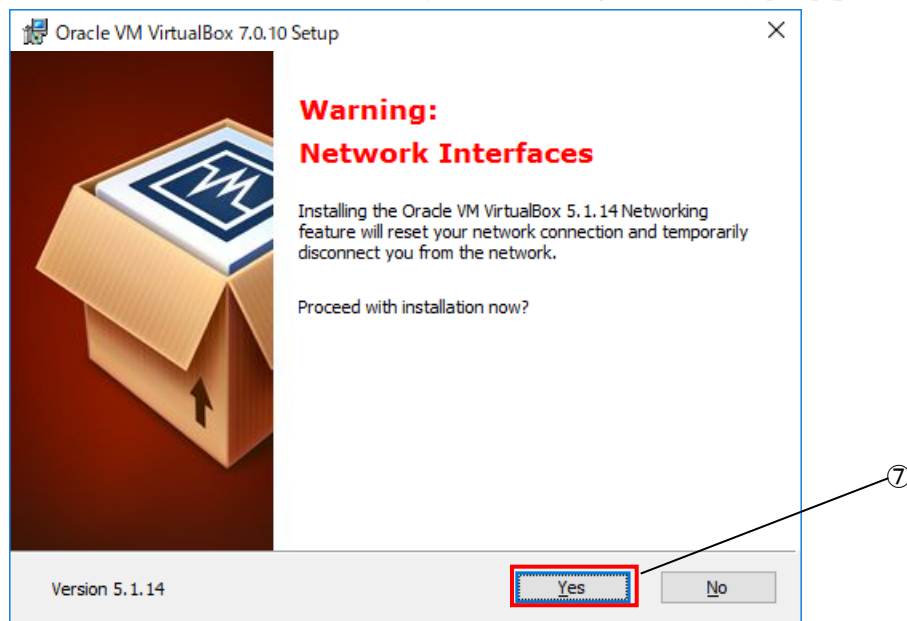 Oracle VM VirtualBox 7.0.10 Setup
Warning:
Network Interfaces
Installing the Oracle VM VirtualBox 5.1.14 Networking
feature will reset your network connection and temporarily
disconnect you from the network.
Proceed with installation now?
⑦
Version 5.1.14
Yes
No